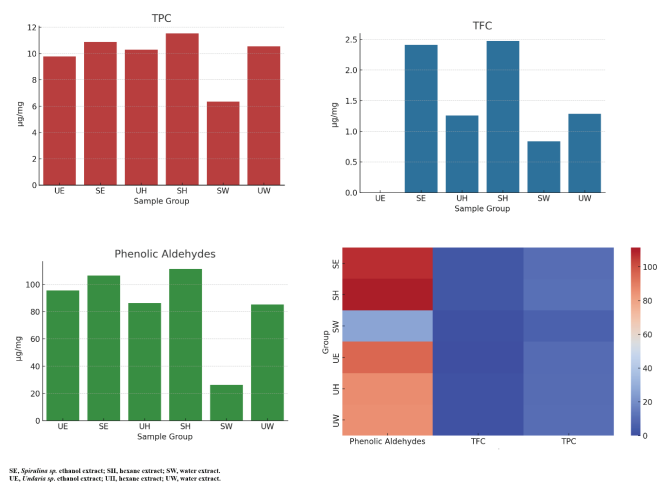 TPC
12
10
8
6
4
2
0
µg/mg
UE SE UH SH SW UW
Sample Group
TFC
2.5
2.0
1.5
1.0
0.5
0.0
µg/mg
UE SE UH SH SW UW
Sample Group
Phenolic Aldehydes
100
80
60
40
20
0
µg/mg
UE SE UH SH SW UW
Sample Group
SE
SH
SW
UE
UH
UW
Group
Phenolic Aldehydes TFC TPC
100
80
60
40
20
0
SE, Spirulina sp. ethanol extract; SH, hexane extract; SW, water extract.
UE, Undaria sp. ethanol extract; UH, hexane extract; UW, water extract.